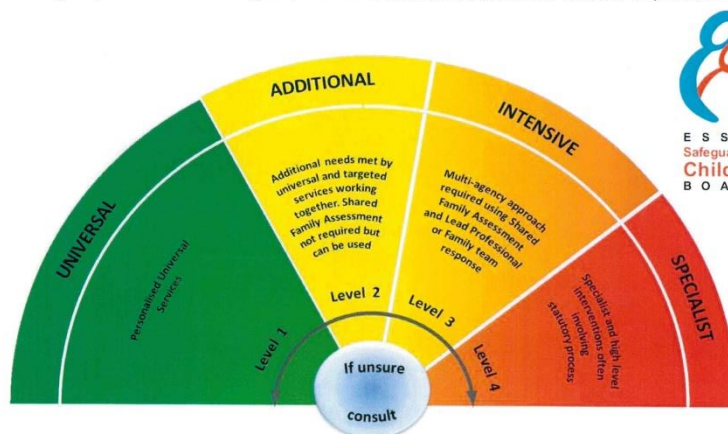 UNIVERSAL
Personalised Universal
Services
Level 1
ADDITIONAL
Additional needs met by
universal and targeted
services working
together. Shared
Family Assessment
not required but
can be used
Level 2
INTENSIVE
Multi-agency approach
required using Shared
Family Assessment
and Lead Professional
or Family team
response
Level 3
SPECIALIST
Specialist and high level
interventions often
involving
statutory process
Level 4
If unsure
consult
E S S
Safegua
Child
B O A